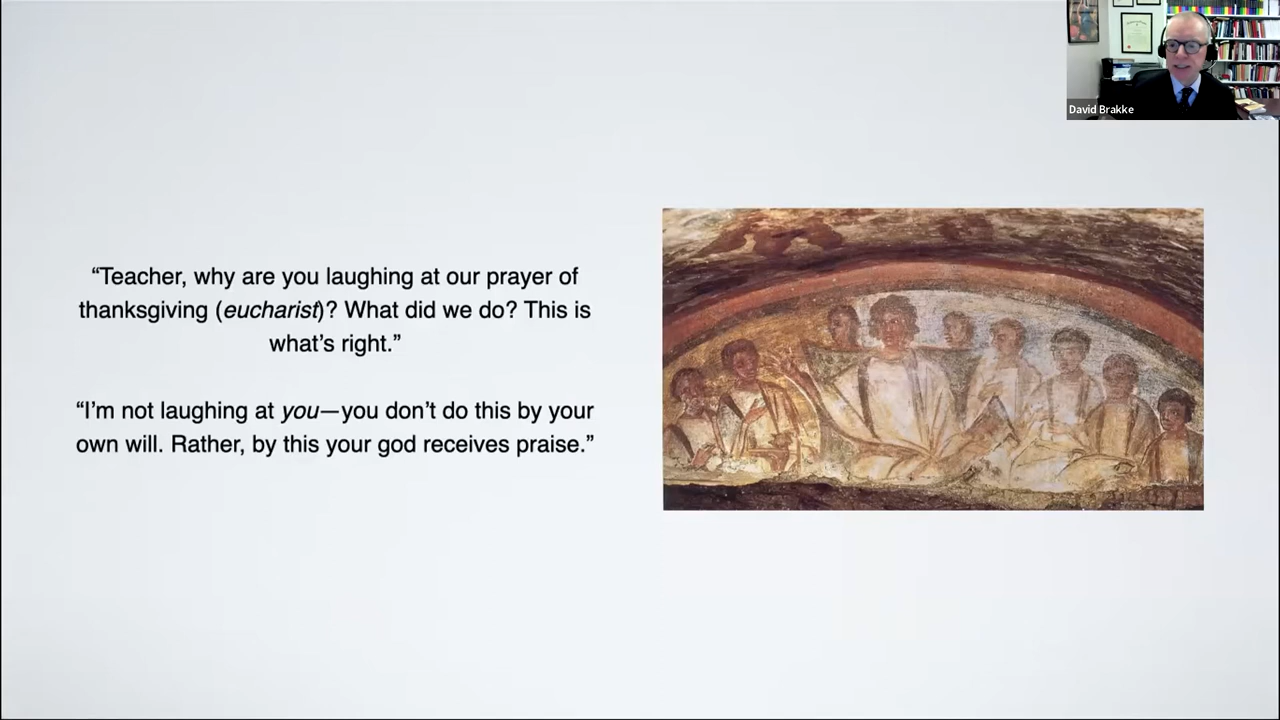 David Brakke
“Teacher, why are you laughing at our prayer of
thanksgiving (eucharist)? What did we do? This is
what’s right.”
“I’m not laughing at you—you don’t do this by your
own will. Rather, by this your god receives praise.”